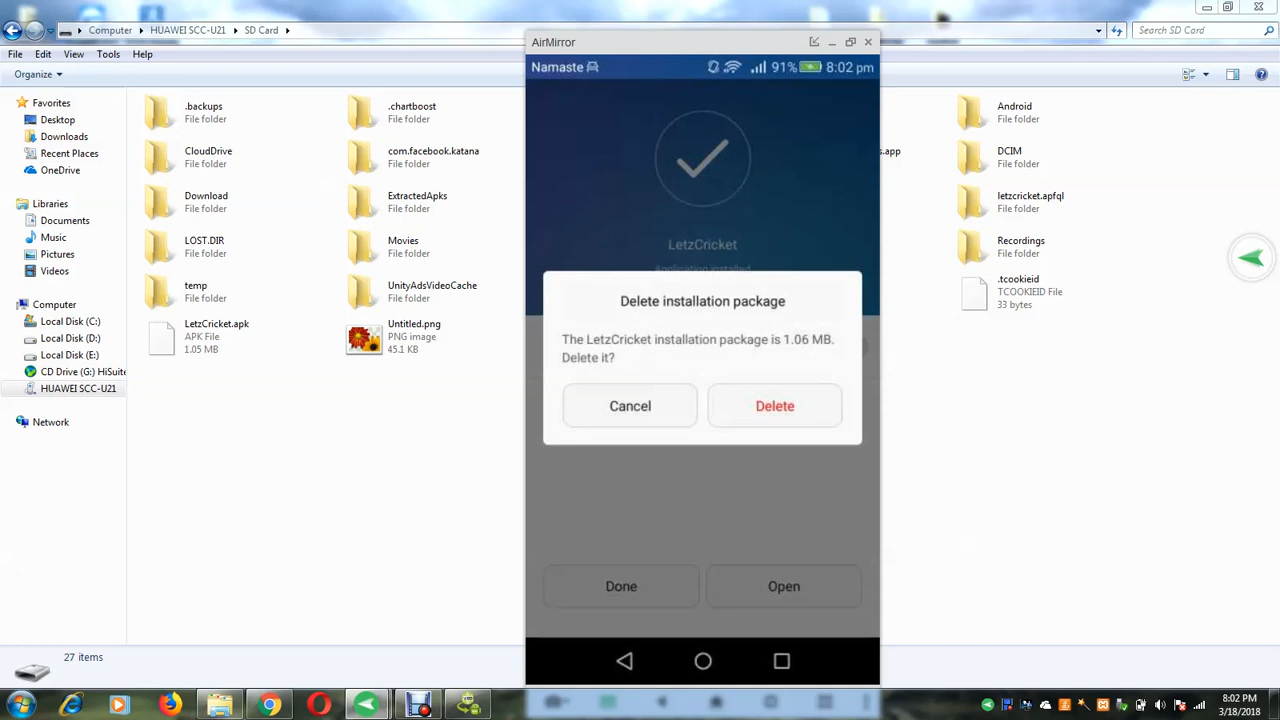 Computer ▸ HUAWEI SCC-U21 ▸ SD Card ▸
Search SD Card
File Edit View Tools Help
Organize
Favorites
Desktop
Downloads
Recent Places
OneDrive
Libraries
Documents
Music
Pictures
Videos
Computer
Local Disk (C:)
Local Disk (D:)
Local Disk (E:)
CD Drive (G:) HiSuite
HUAWEI SCC-U21
Network
.backups
File folder
.chartboost
File folder
Android
File folder
CloudDrive
File folder
com.facebook.katana
File folder
s.app
DCIM
File folder
Download
File folder
ExtractedApks
File folder
letzcricket.apfql
File folder
LOST.DIR
File folder
Movies
File folder
Recordings
File folder
temp
File folder
UnityAdsVideoCache
File folder
.tcookieid
TCOOKIEID File
33 bytes
LetzCricket.apk
APK File
1.05 MB
Untitled.png
PNG image
45.1 KB
AirMirror
Namaste 91% 8:02 pm
LetzCricket
Application installed
Delete installation package
The LetzCricket installation package is 1.06 MB.
Delete it?
Cancel Delete
Done Open
27 items
8:02 PM
3/18/2018